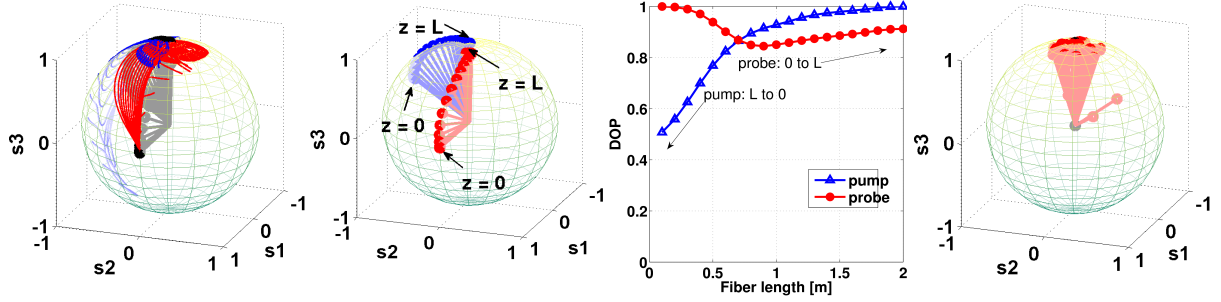 1
0
-1
s3
-1
0
1
s2
1
0
-1
s1
1
0
-1
s3
z = L
z = L
z = 0
z = 0
-1
0
1
s2
1
0
-1
s1
1
0.8
0.6
0.4
0.2
0
DOP
probe: 0 to L
pump: L to 0
pump
probe
0
0.5
1
1.5
2
Fiber length [m]
1
0
-1
s3
-1
0
1
s2
1
0
-1
s1